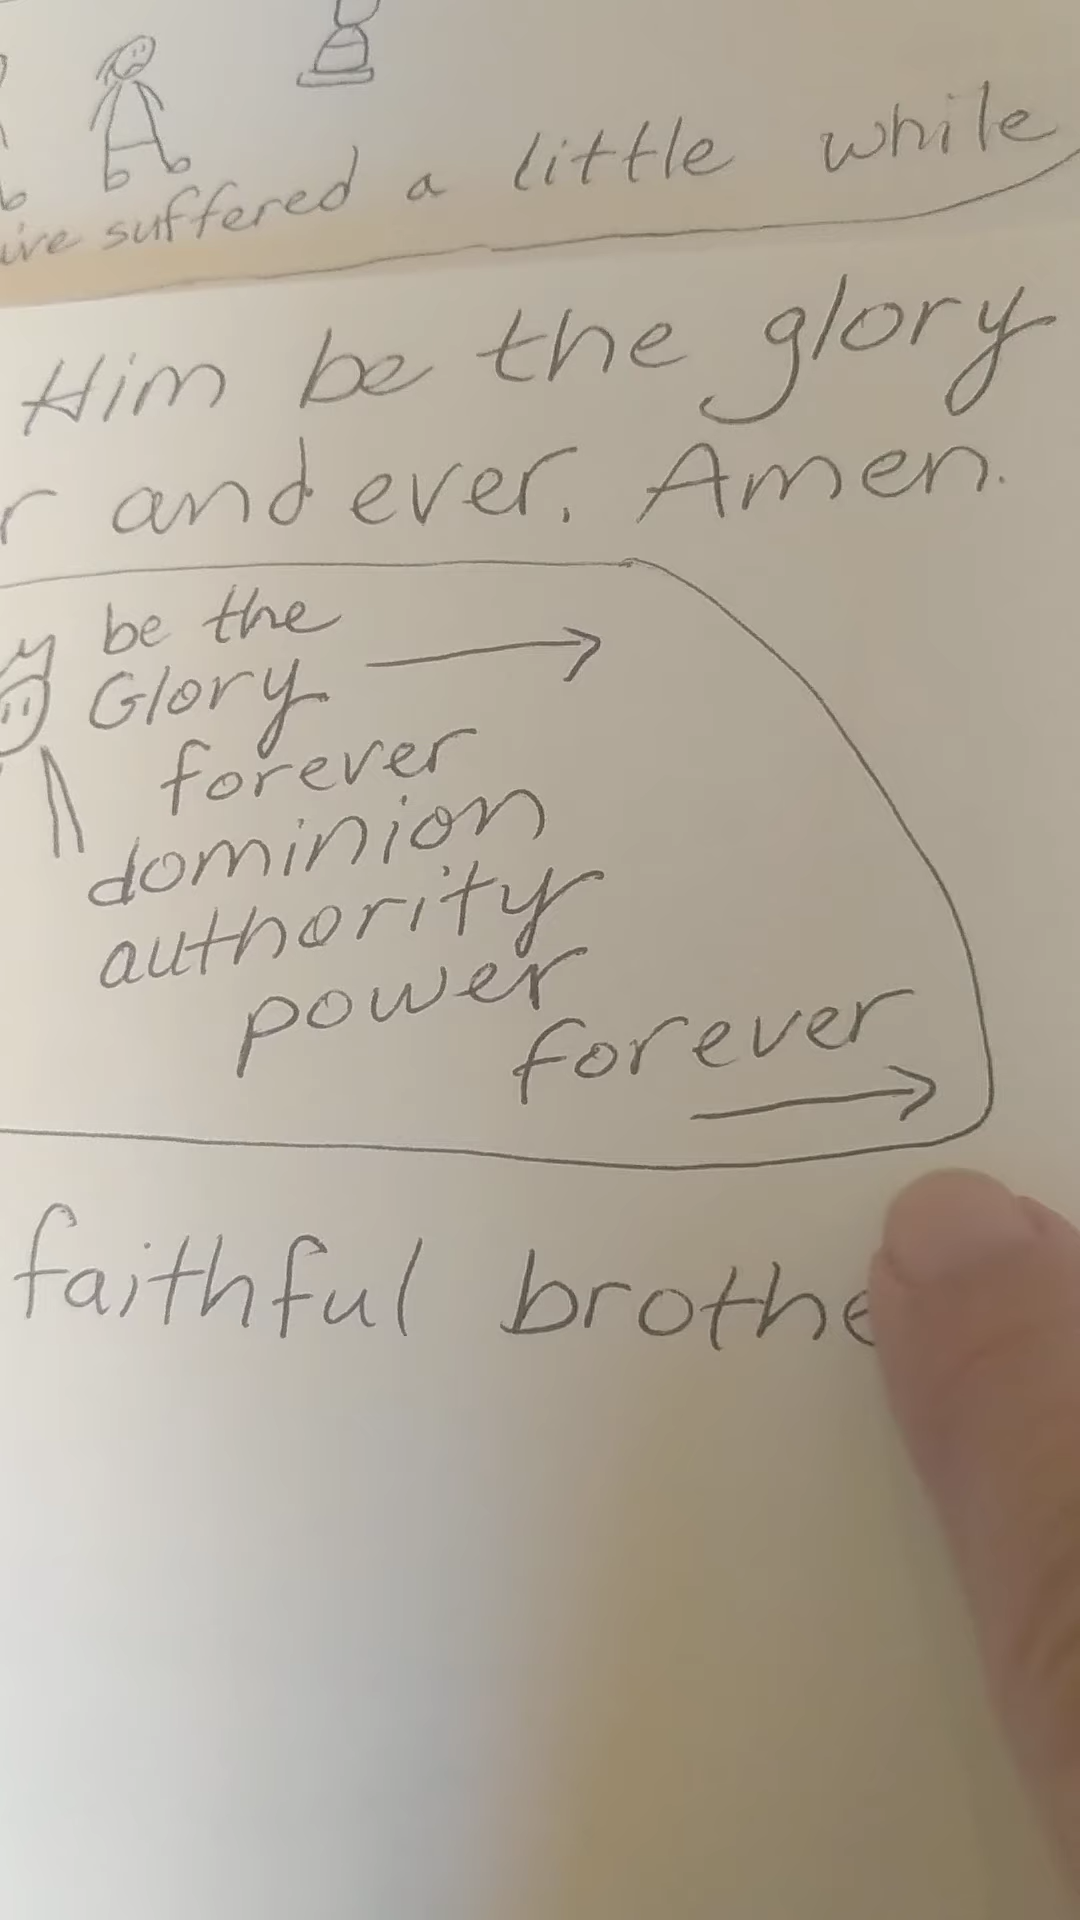 suffered a little while
Him be the glory
r and ever. Amen.
be the
Glory
forever
dominion
authority
power
forever
faithful brothe